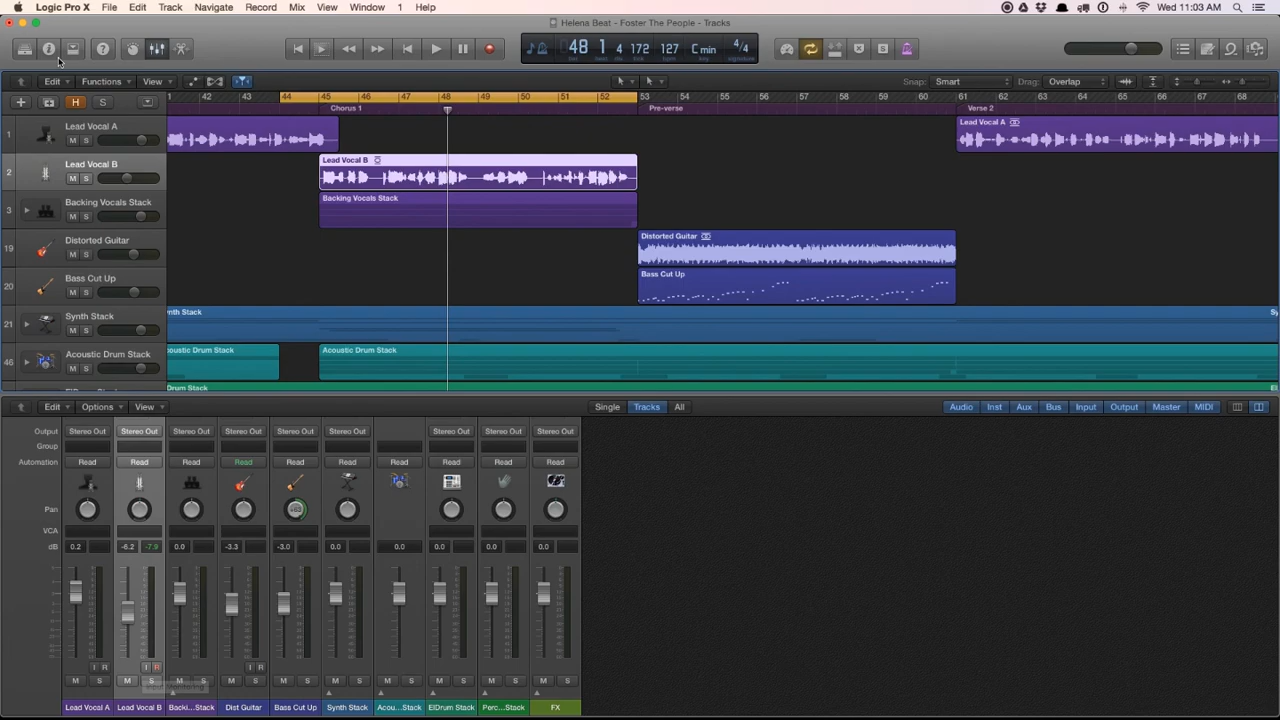 Logic Pro X File Edit Track Navigate Record Mix View Window 1 Help Wed 11:03 AM
Helena Beat - Foster The People - Tracks
48 1 4 172 127 C min 4/4
Edit Functions View Snap: Smart Drag: Overlap
H S 42 43 44 45 46 47 48 49 50 51 52 53 54 55 56 57 58 59 60 61 62 63 64 65 66 67 68
Chorus 1 Pre-verse Verse 2
1 Lead Vocal A Lead Vocal A
M S
2 Lead Vocal B Lead Vocal B
M S
3 Backing Vocals Stack Backing Vocals Stack
M S
19 Distorted Guitar Distorted Guitar
M S
20 Bass Cut Up Bass Cut Up
M S
21 Synth Stack nth Stack Sy
M S
46 Acoustic Drum Stack oustic Drum Stack Acoustic Drum Stack
M S
Drum Stack
Edit Options View Single Tracks All Audio Inst Aux Bus Input Output Master MIDI
Output Stereo Out Stereo Out Stereo Out Stereo Out Stereo Out Stereo Out Stereo Out Stereo Out Stereo Out
Group
Automation Read Read Read Read Read Read Read Read Read Read
Pan
VCA
dB 0.2 -6.2 -7.9 0.0 -3.3 -3.0 0.0 0.0 0.0 0.0 0.0
I R I R I R
M S M S M S M S M S M S M S M S M S M S
Lead Vocal A Lead Vocal B Backi...Stack Dist Guitar Bass Cut Up Synth Stack Acou...Stack ElDrum Stack Perc...Stack FX